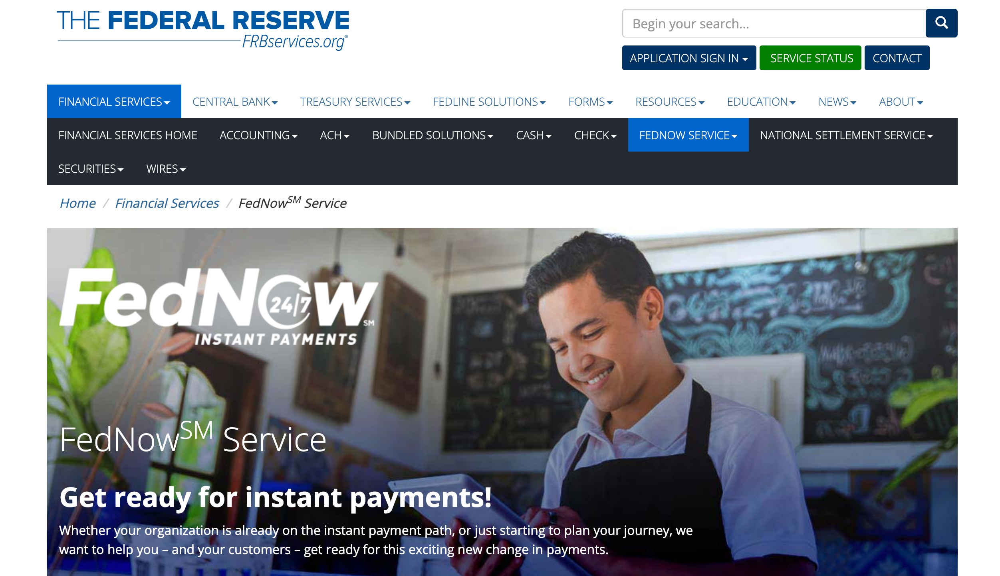 THE FEDERAL RESERVE
FRBservices.org®
Begin your search...
APPLICATION SIGN IN
SERVICE STATUS
CONTACT
FINANCIAL SERVICES
CENTRAL BANK
TREASURY SERVICES
FEDLINE SOLUTIONS
FORMS
RESOURCES
EDUCATION
NEWS
ABOUT
FINANCIAL SERVICES HOME
ACCOUNTING
ACH
BUNDLED SOLUTIONS
CASH
CHECK
FEDNOW SERVICE
NATIONAL SETTLEMENT SERVICE
SECURITIES
WIRES
Home / Financial Services / FedNow℠ Service
FedNow℠
24/7
INSTANT PAYMENTS
FedNow℠ Service
Get ready for instant payments!
Whether your organization is already on the instant payment path, or just starting to plan your journey, we
want to help you – and your customers – get ready for this exciting new change in payments.